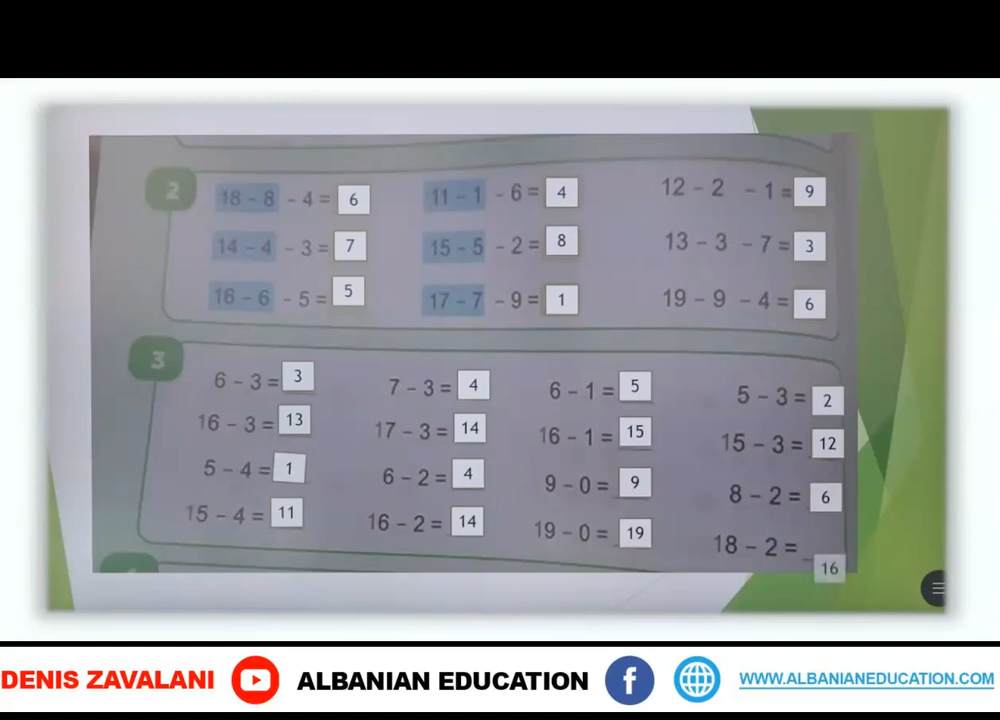 2
18 - 8 - 4 = 6 11 - 1 - 6 = 4 12 - 2 - 1 = 9
14 - 4 - 3 = 7 15 - 5 - 2 = 8 13 - 3 - 7 = 3
16 - 6 - 5 = 5 17 - 7 - 9 = 1 19 - 9 - 4 = 6
3
6 - 3 = 3 7 - 3 = 4 6 - 1 = 5 5 - 3 = 2
16 - 3 = 13 17 - 3 = 14 16 - 1 = 15 15 - 3 = 12
5 - 4 = 1 6 - 2 = 4 9 - 0 = 9 8 - 2 = 6
15 - 4 = 11 16 - 2 = 14 19 - 0 = 19 18 - 2 = 16
DENIS ZAVALANI ALBANIAN EDUCATION f WWW.ALBANIANEDUCATION.COM